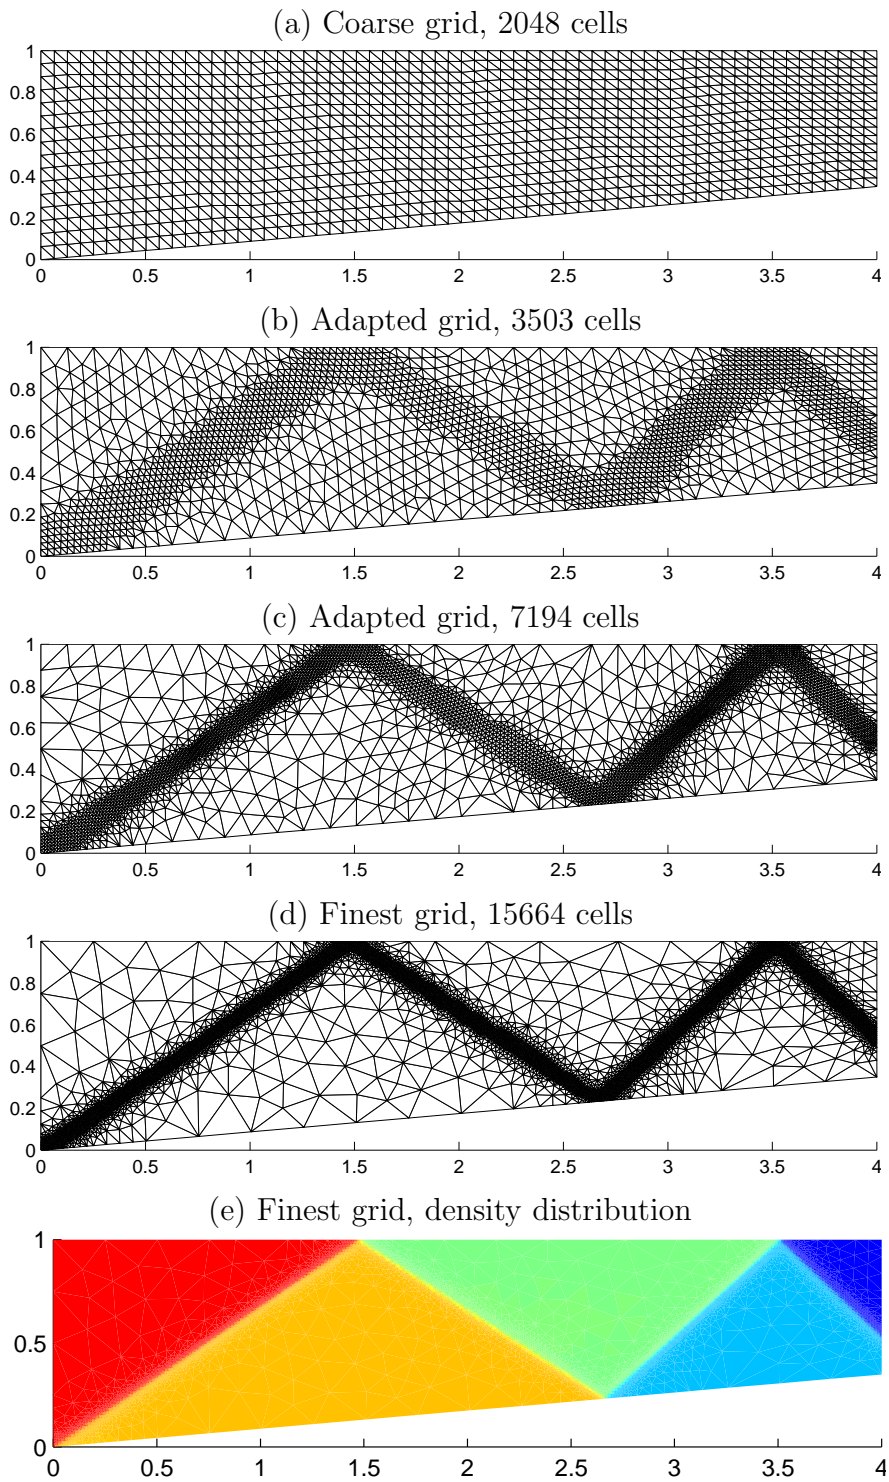 (a) Coarse grid, 2048 cells
1
0.8
0.6
0.4
0.2
0
0 0.5 1 1.5 2 2.5 3 3.5 4
(b) Adapted grid, 3503 cells
1
0.8
0.6
0.4
0.2
0
0 0.5 1 1.5 2 2.5 3 3.5 4
(c) Adapted grid, 7194 cells
1
0.8
0.6
0.4
0.2
0
0 0.5 1 1.5 2 2.5 3 3.5 4
(d) Finest grid, 15664 cells
1
0.8
0.6
0.4
0.2
0
0 0.5 1 1.5 2 2.5 3 3.5 4
(e) Finest grid, density distribution
1
0.5
0
0 0.5 1 1.5 2 2.5 3 3.5 4